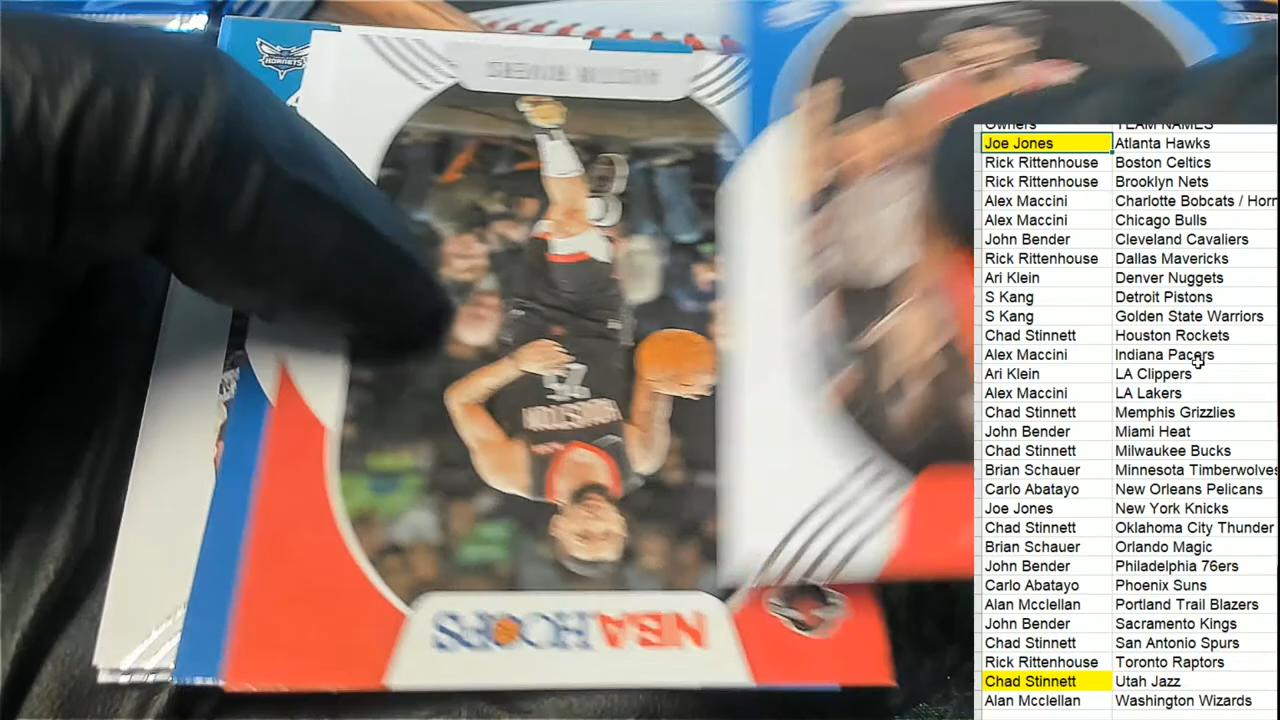 HORNETS
AUSTIN RIVERS
25
HOUSTON
NBA HOOPS
Owners TEAM NAMES
Joe Jones Atlanta Hawks
Rick Rittenhouse Boston Celtics
Rick Rittenhouse Brooklyn Nets
Alex Maccini Charlotte Bobcats / Horr
Alex Maccini Chicago Bulls
John Bender Cleveland Cavaliers
Rick Rittenhouse Dallas Mavericks
Ari Klein Denver Nuggets
S Kang Detroit Pistons
S Kang Golden State Warriors
Chad Stinnett Houston Rockets
Alex Maccini Indiana Pacers
Ari Klein LA Clippers
Alex Maccini LA Lakers
Chad Stinnett Memphis Grizzlies
John Bender Miami Heat
Chad Stinnett Milwaukee Bucks
Brian Schauer Minnesota Timberwolves
Carlo Abatayo New Orleans Pelicans
Joe Jones New York Knicks
Chad Stinnett Oklahoma City Thunder
Brian Schauer Orlando Magic
John Bender Philadelphia 76ers
Carlo Abatayo Phoenix Suns
Alan Mcclellan Portland Trail Blazers
John Bender Sacramento Kings
Chad Stinnett San Antonio Spurs
Rick Rittenhouse Toronto Raptors
Chad Stinnett Utah Jazz
Alan Mcclellan Washington Wizards